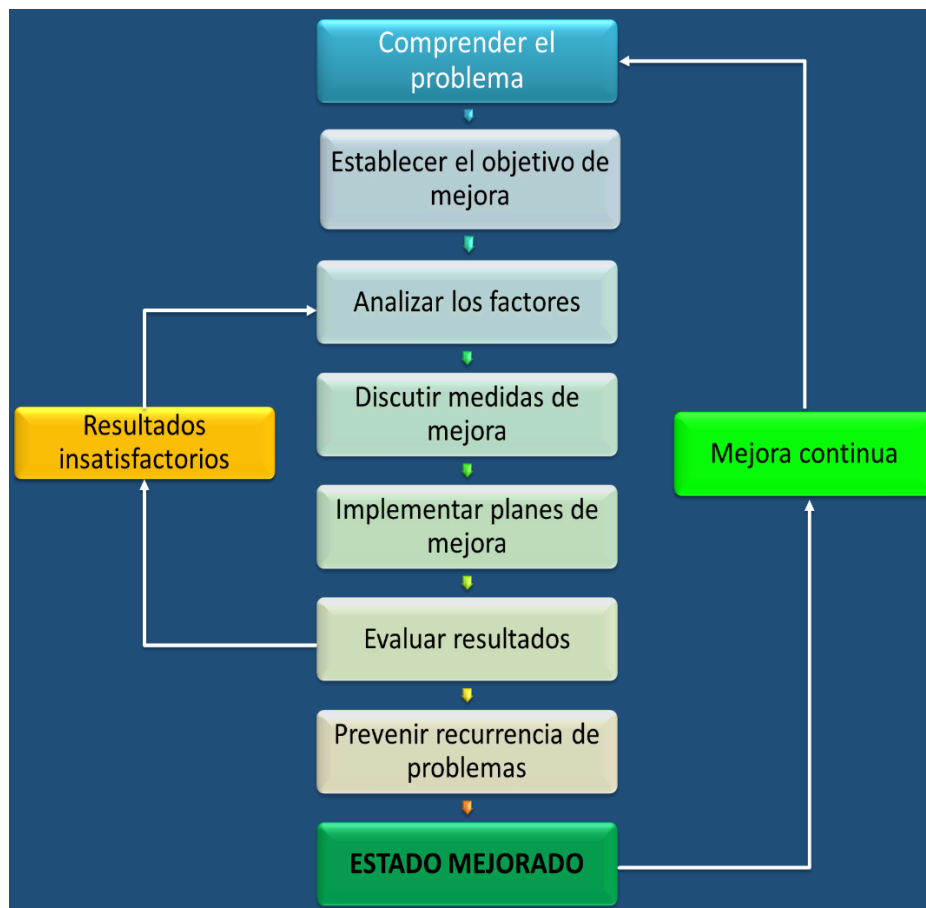 Comprender el
problema
Establecer el objetivo de
mejora
Analizar los factores
Discutir medidas de
mejora
Resultados
insatisfactorios
Mejora continua
Implementar planes de
mejora
Evaluar resultados
Prevenir recurrencia de
problemas
ESTADO MEJORADO